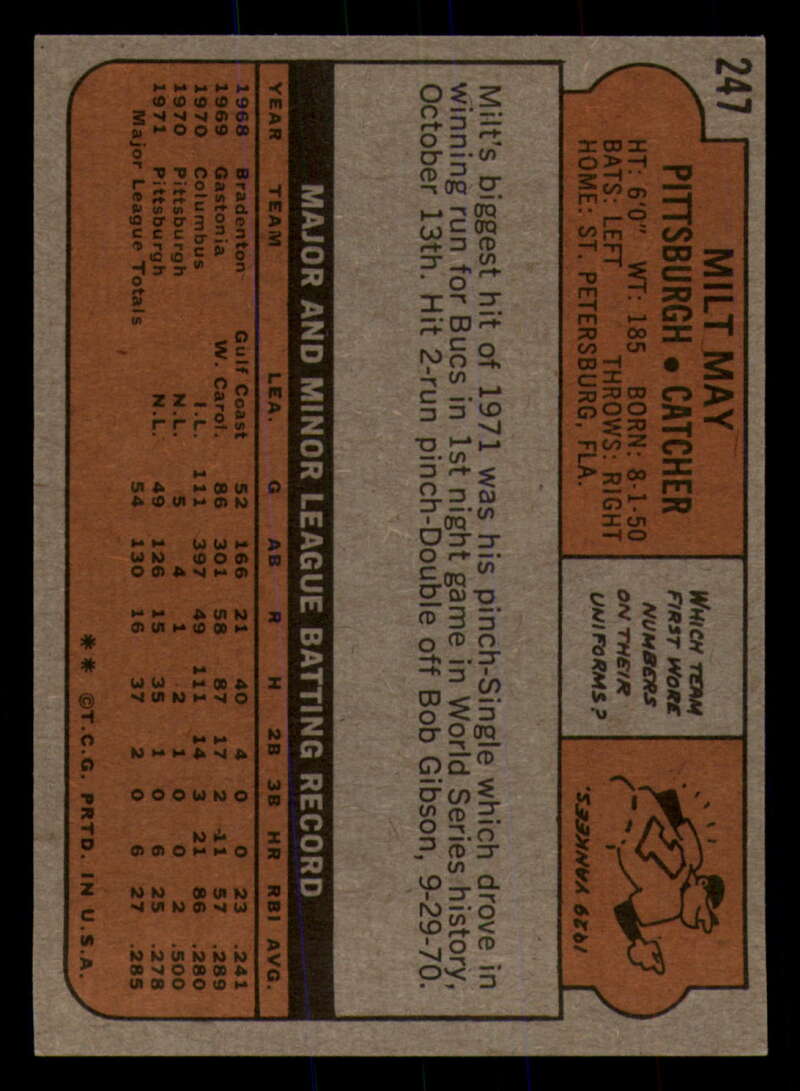 247
MILT MAY
PITTSBURGH • CATCHER
HT: 6'0" WT: 185 BORN: 8-1-50
BATS: LEFT THROWS: RIGHT
HOME: ST. PETERSBURG, FLA.
WHICH TEAM
FIRST WORE
NUMBERS
ON THEIR
UNIFORMS?
1929 YANKEES.
Milt's biggest hit of 1971 was his pinch-Single which drove in
winning run for Bucs in 1st night game in World Series history,
October 13th. Hit 2-run pinch-Double off Bob Gibson, 9-29-70.
MAJOR AND MINOR LEAGUE BATTING RECORD
YEAR TEAM LEA. G AB R H 2B 3B HR RBI AVG.
1968 Bradenton Gulf Coast 52 166 21 40 4 0 0 23 .241
1969 Gastonia W. Carol. 86 301 58 87 17 2 11 57 .289
1970 Columbus I.L. 111 397 49 111 14 3 21 86 .280
1970 Pittsburgh N.L. 5 4 1 2 1 0 0 2 .500
1971 Pittsburgh N.L. 49 126 15 35 1 0 6 25 .278
Major League Totals 54 130 16 37 2 0 6 27 .285
** ©T.C.G. PRTD. IN U.S.A.